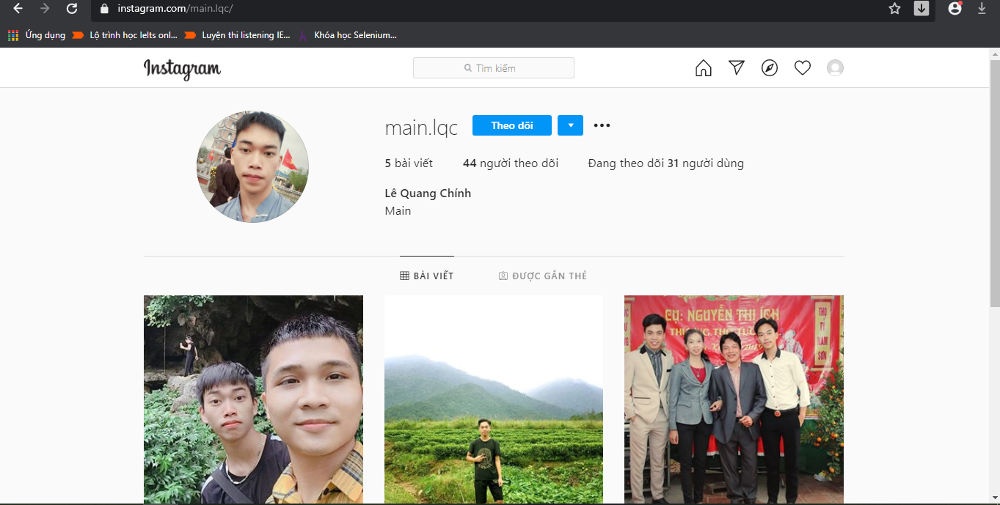 instagram.com/main.lqc/
Ứng dụng
Lộ trình học Ielts onl...
Luyện thi listening IE...
Khóa học Selenium...
Instagram
Tìm kiếm
main.lqc
Theo dõi
5 bài viết
44 người theo dõi
Đang theo dõi 31 người dùng
Lê Quang Chính
Main
BÀI VIẾT
ĐƯỢC GẮN THẺ
CỤ: NGUYỄN THỊ ÍCH
THỌ
TỶ
NAM
SƠN